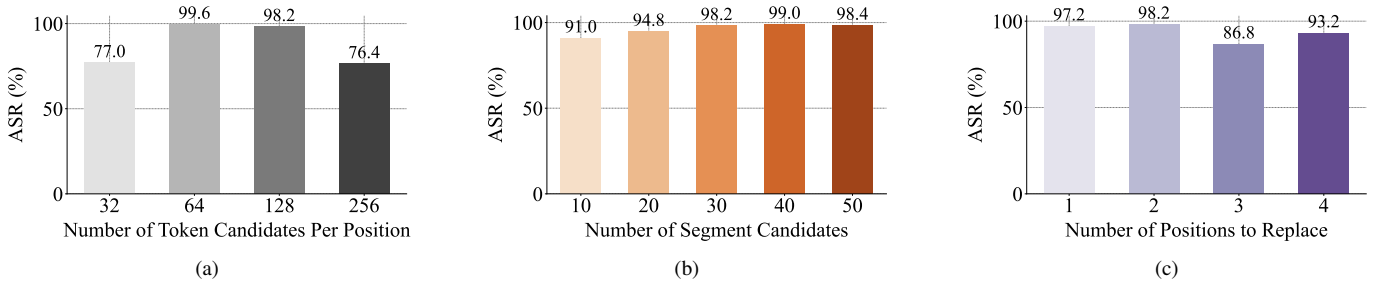 99.6
98.2
77.0
76.4
100
50
0
ASR (%)
32 64 128 256
Number of Token Candidates Per Position
(a)
91.0
94.8
98.2
99.0
98.4
100
50
0
ASR (%)
10 20 30 40 50
Number of Segment Candidates
(b)
97.2
98.2
86.8
93.2
100
50
0
ASR (%)
1 2 3 4
Number of Positions to Replace
(c)